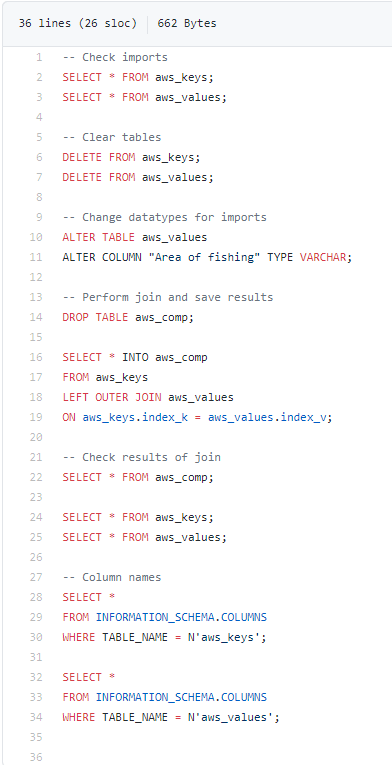 36 lines (26 sloc) 662 Bytes
1 -- Check imports
2 SELECT * FROM aws_keys;
3 SELECT * FROM aws_values;
4
5 -- Clear tables
6 DELETE FROM aws_keys;
7 DELETE FROM aws_values;
8
9 -- Change datatypes for imports
10 ALTER TABLE aws_values
11 ALTER COLUMN "Area of fishing" TYPE VARCHAR;
12
13 -- Perform join and save results
14 DROP TABLE aws_comp;
15
16 SELECT * INTO aws_comp
17 FROM aws_keys
18 LEFT OUTER JOIN aws_values
19 ON aws_keys.index_k = aws_values.index_v;
20
21 -- Check results of join
22 SELECT * FROM aws_comp;
23
24 SELECT * FROM aws_keys;
25 SELECT * FROM aws_values;
26
27 -- Column names
28 SELECT *
29 FROM INFORMATION_SCHEMA.COLUMNS
30 WHERE TABLE_NAME = N'aws_keys';
31
32 SELECT *
33 FROM INFORMATION_SCHEMA.COLUMNS
34 WHERE TABLE_NAME = N'aws_values';
35
36